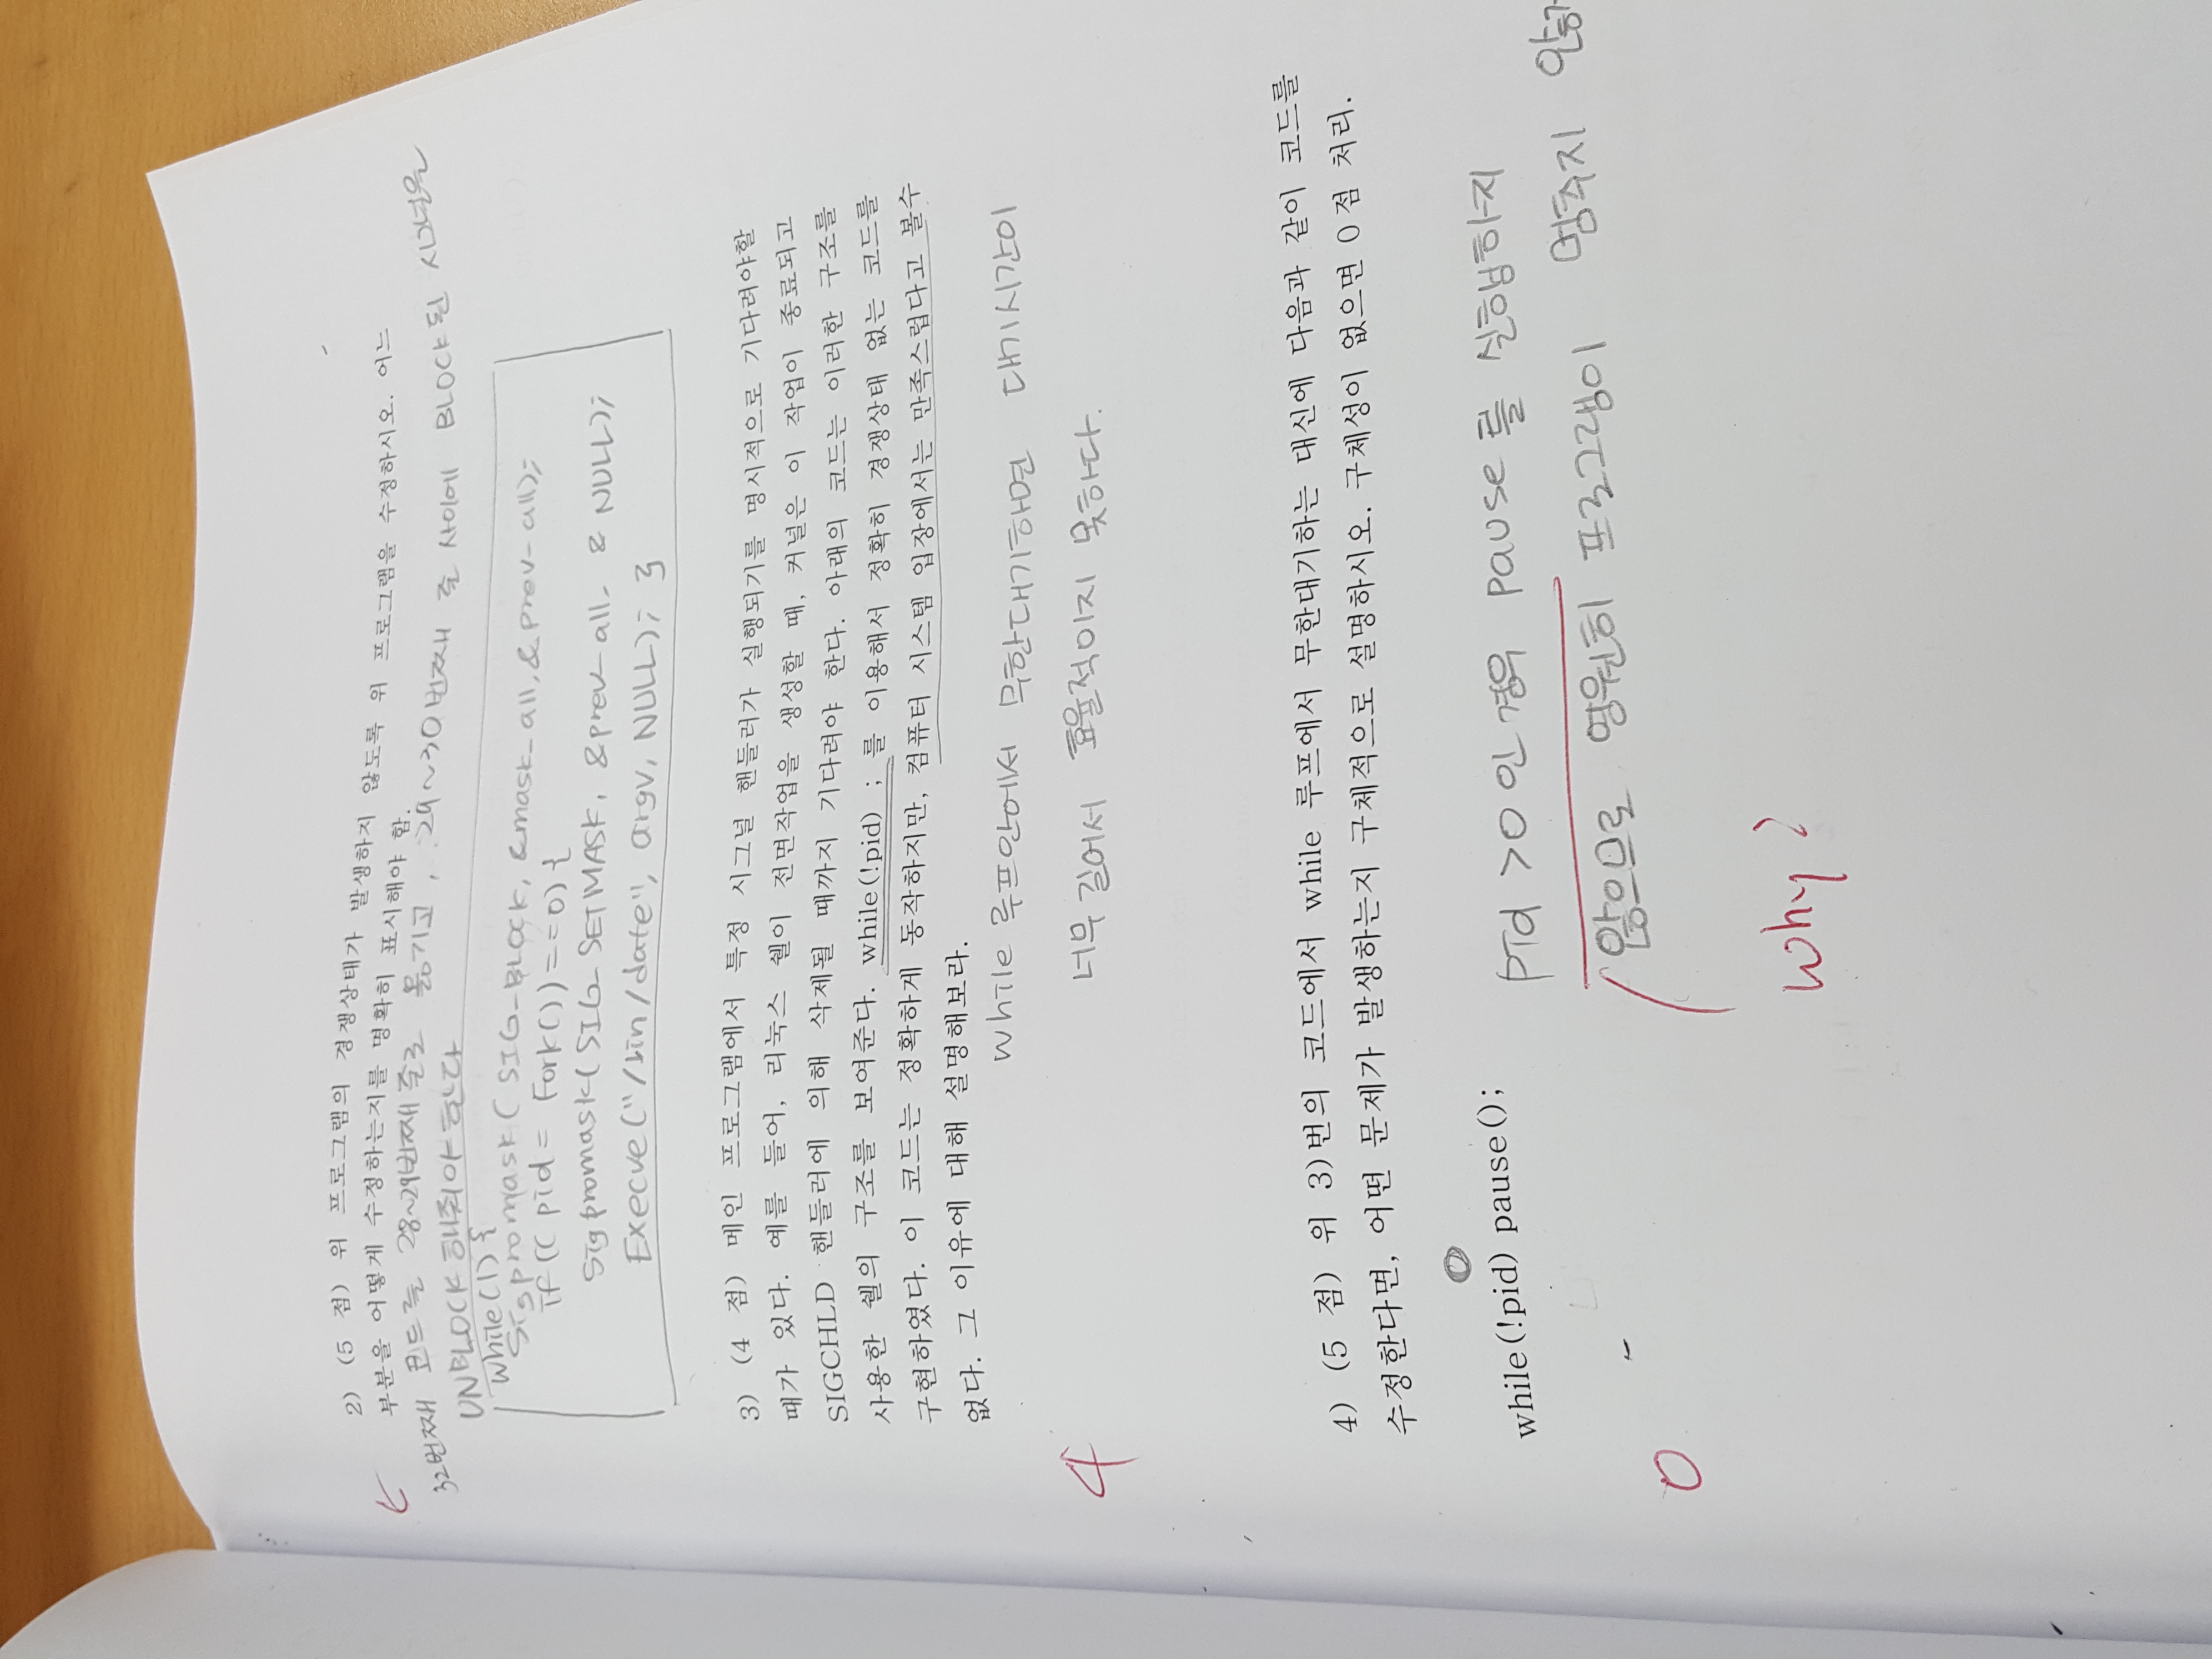 2) (5 점) 위 프로그램의 경쟁상태가 발생하지 않도록 위 프로그램을 수정하시오. 어느
부분을 어떻게 수정하는지를 명확히 표시해야 함.
32번째 코드를 28~29번째 줄로 옮기고, 29~30번째 줄 사이에 BLOCK된 시그널을
UNBLOCK 해줘야 한다
while(1) {
Sigpromask( SIG_BLOCK, &mask_all, & prev_all);
if (( pid = Fork()) == 0) {
Sigpromask(SIG_SETMASK, &prev_all, & NULL);
Execve("/bin/date", argv, NULL); }
3) (4 점) 메인 프로그램에서 특정 시그널 핸들러가 실행되기를 명시적으로 기다려야할
때가 있다. 예를 들어, 리눅스 쉘이 전면작업을 생성할 때, 커널은 이 작업이 종료되고
SIGCHLD 핸들러에 의해 삭제될 때까지 기다려야 한다. 아래의 코드는 이러한 구조를
사용한 쉘의 구조를 보여준다. while(!pid) ; 를 이용해서 정확히 경쟁상태 없는 코드를
구현하였다. 이 코드는 정확하게 동작하지만, 컴퓨터 시스템 입장에서는 만족스럽다고 볼수
없다. 그 이유에 대해 설명해보라.
while 루프안에서 무한대기하면 대기시간이
너무 길어서 효율적이지 못하다.
4
4) (5 점) 위 3)번의 코드에서 while 루프에서 무한대기하는 대신에 다음과 같이 코드를
수정한다면, 어떤 문제가 발생하는지 구체적으로 설명하시오. 구체성이 없으면 0점 처리.
0
while(!pid) pause();
pid >0 인 경우 pause를 실행하지
않으므로 영원히 프로그램이 멈추지 않
0
Why?